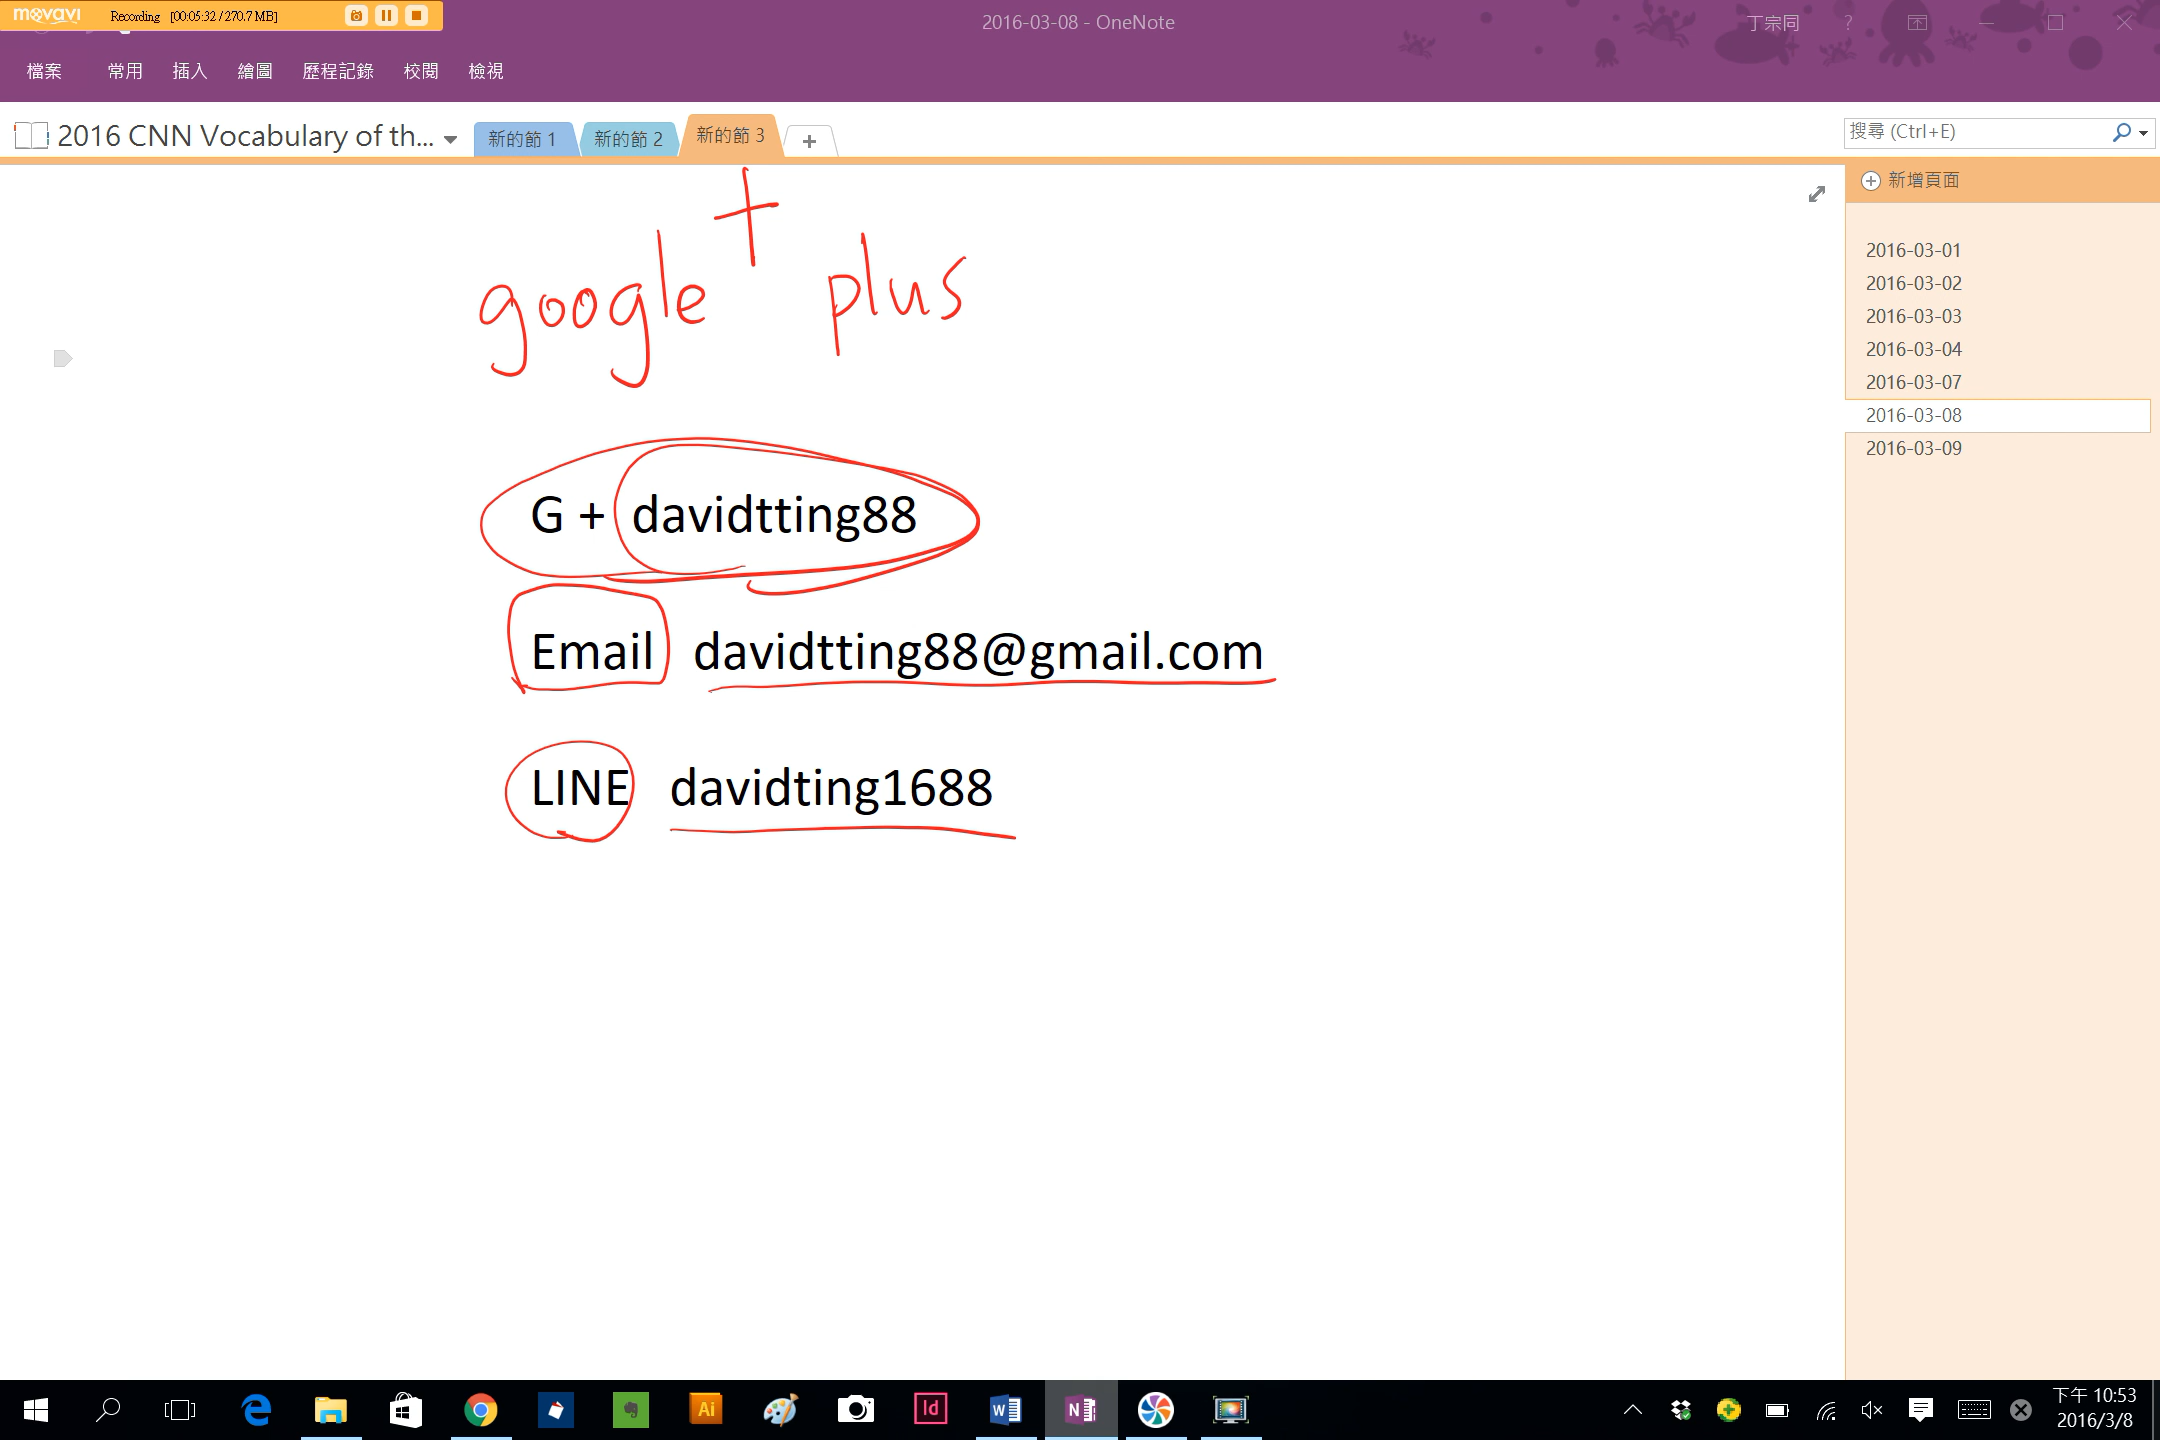 movavi Recording [00:05:32 / 270.7 MB]
2016-03-08 - OneNote
丁宗同 ?
檔案 常用 插入 繪圖 歷程記錄 校閱 檢視
2016 CNN Vocabulary of th... 新的節 1 新的節 2 新的節 3 +
搜尋 (Ctrl+E)
新增頁面
2016-03-01
2016-03-02
2016-03-03
2016-03-04
2016-03-07
2016-03-08
2016-03-09
google + plus
G + davidtting88
Email davidtting88@gmail.com
LINE davidting1688
Ai
Id
W
N
下午 10:53
2016/3/8